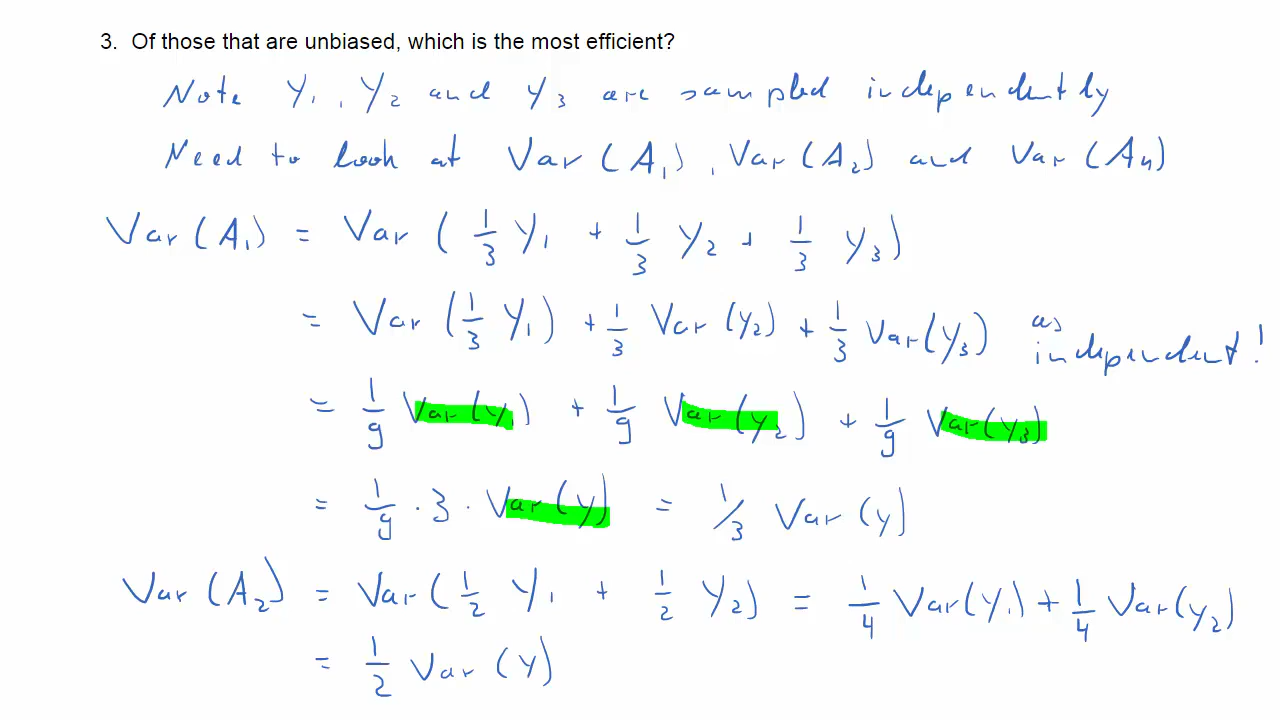 3. Of those that are unbiased, which is the most efficient?
Note Y₁, Y₂ and Y₃ are sampled independently
Need to look at Var(A₁), Var(A₂) and Var(A₄)
Var(A₁) = Var(1/3 Y₁ + 1/3 Y₂ + 1/3 Y₃)
= Var(1/3 Y₁) + 1/3 Var(Y₂) + 1/3 Var(Y₃) as independent!
= 1/9 Var(Y₁) + 1/9 Var(Y₂) + 1/9 Var(Y₃)
= 1/9 · 3 · Var(Y) = 1/3 Var(Y)
Var(A₂) = Var(1/2 Y₁ + 1/2 Y₂) = 1/4 Var(Y₁) + 1/4 Var(Y₂)
= 1/2 Var(Y)